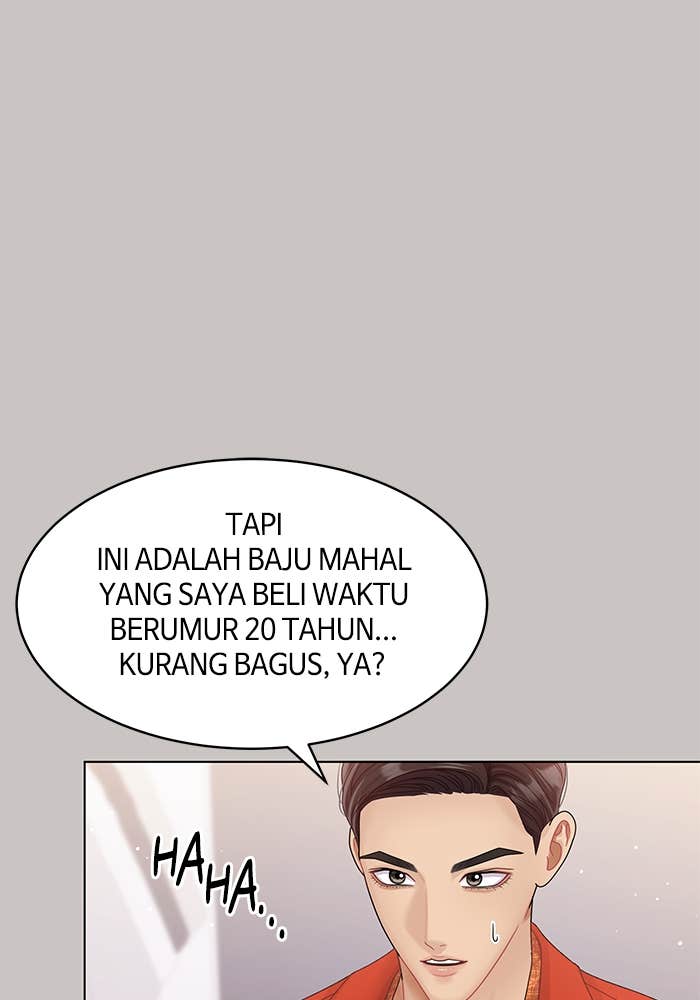 TAPI
INI ADALAH BAJU MAHAL
YANG SAYA BELI WAKTU
BERUMUR 20 TAHUN...
KURANG BAGUS, YA?
HAHA...